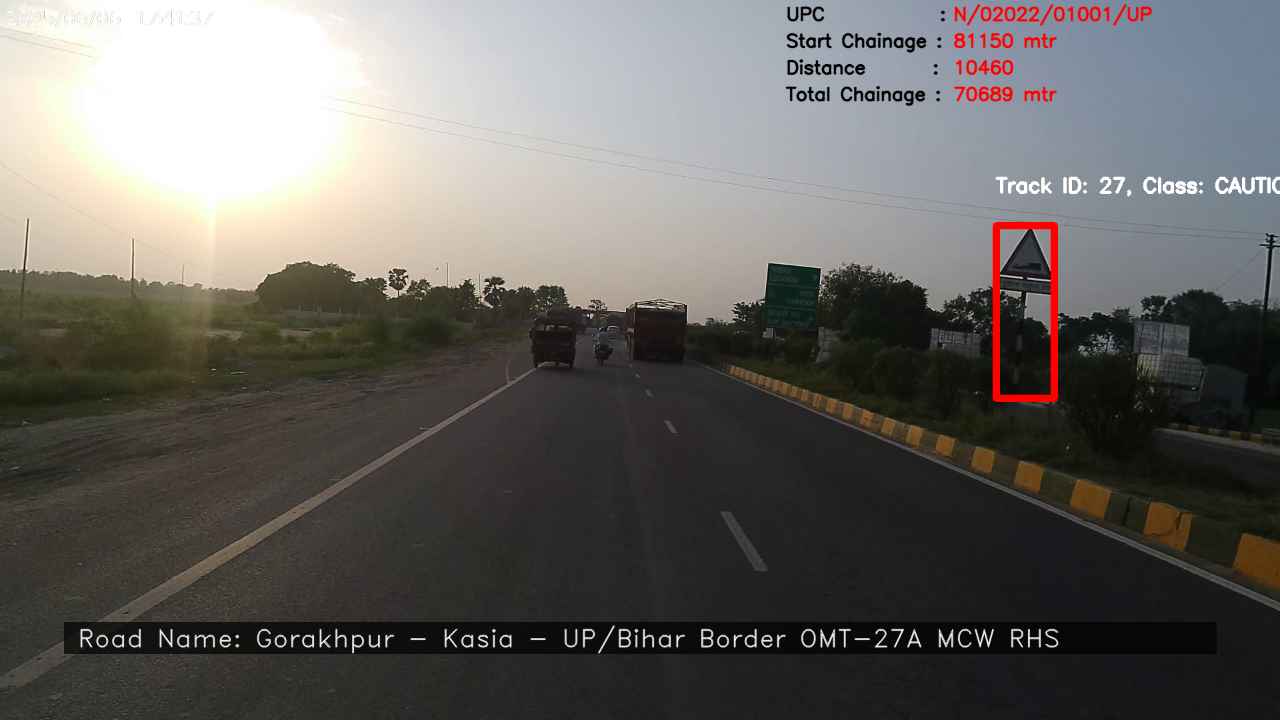 UPC : N/02022/01001/UP
Start Chainage : 81150 mtr
Distance : 10460
Total Chainage : 70689 mtr
Track ID: 27, Class: CAUTIO
Road Name: Gorakhpur - Kasia - UP/Bihar Border OMT-27A MCW RHS